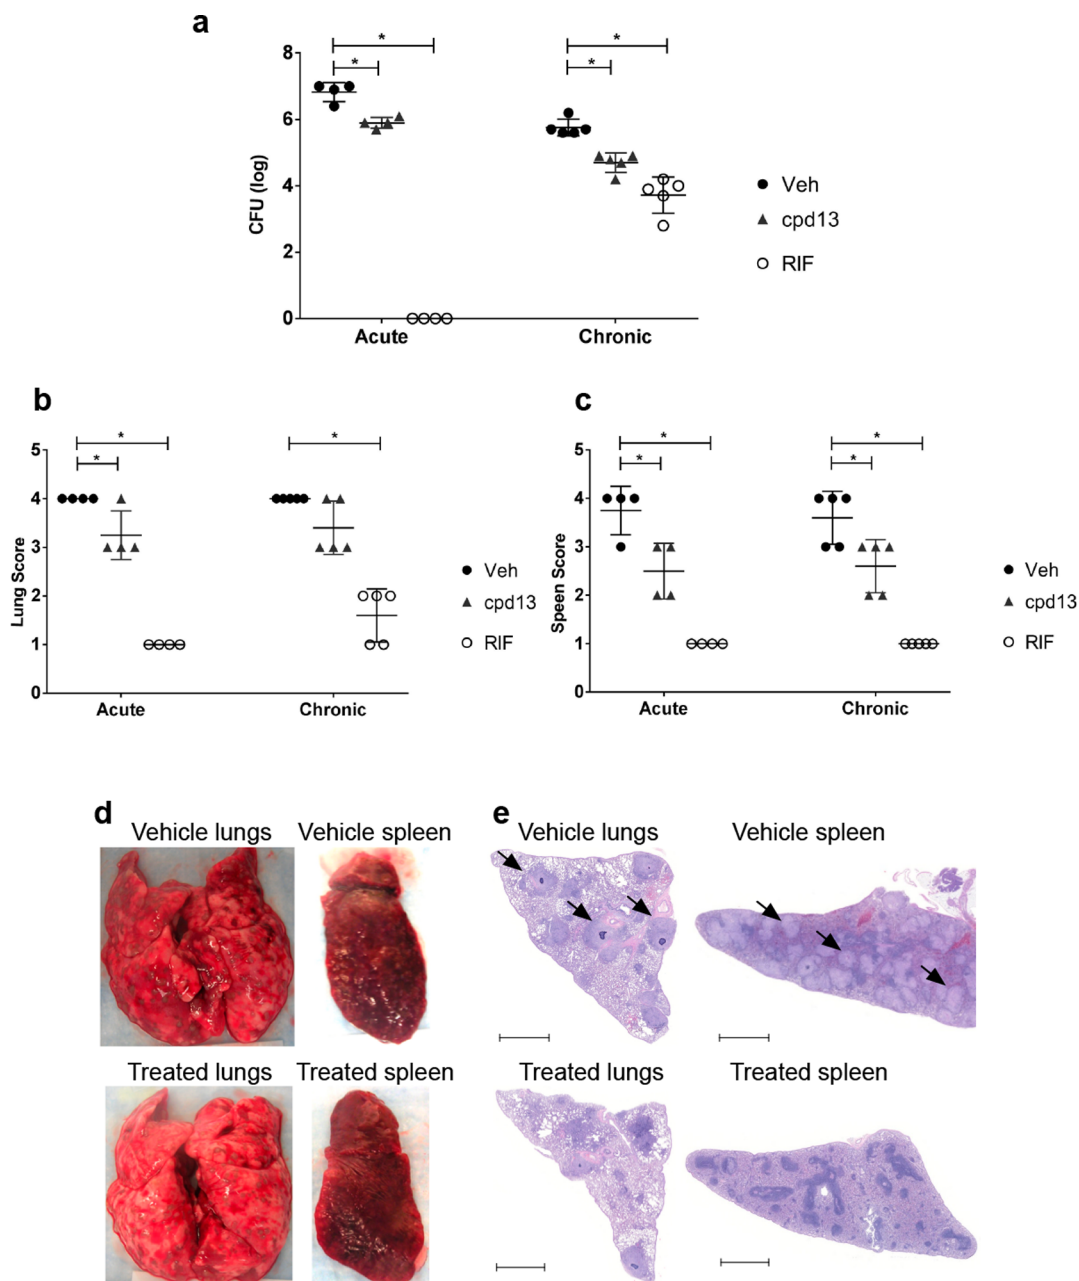 a
* *
* *
8
6
4
2
0
CFU (log)
Acute Chronic
Veh
cpd13
RIF
b
* *
*
5
4
3
2
1
0
Lung Score
Acute Chronic
Veh
cpd13
RIF
c
* *
* *
5
4
3
2
1
0
Speen Score
Acute Chronic
Veh
cpd13
RIF
d
Vehicle lungs Vehicle spleen
Treated lungs Treated spleen
e
Vehicle lungs Vehicle spleen
Treated lungs Treated spleen